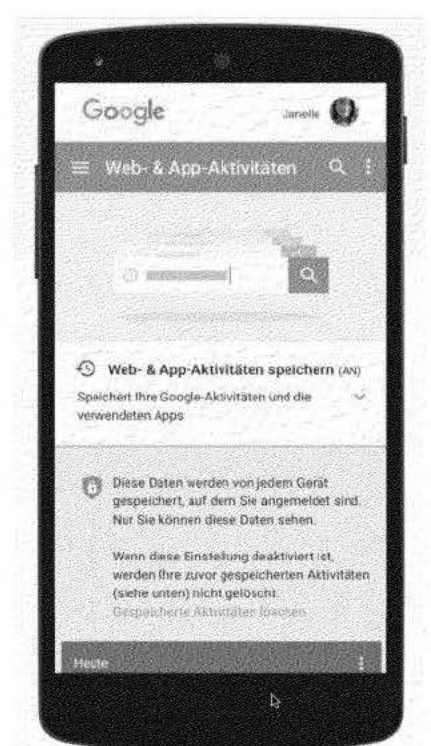 Google
Janelle
Web- & App-Aktivitäten
Web- & App-Aktivitäten speichern (AN)
Speichert Ihre Google-Aktivitäten und die
verwendeten Apps
Diese Daten werden von jedem Gerät
gespeichert, auf dem Sie angemeldet sind.
Nur Sie können diese Daten sehen.
Wenn diese Einstellung deaktiviert ist,
werden Ihre zuvor gespeicherten Aktivitäten
(siehe unten) nicht gelöscht.
Gespeicherte Aktivitäten löschen
Heute